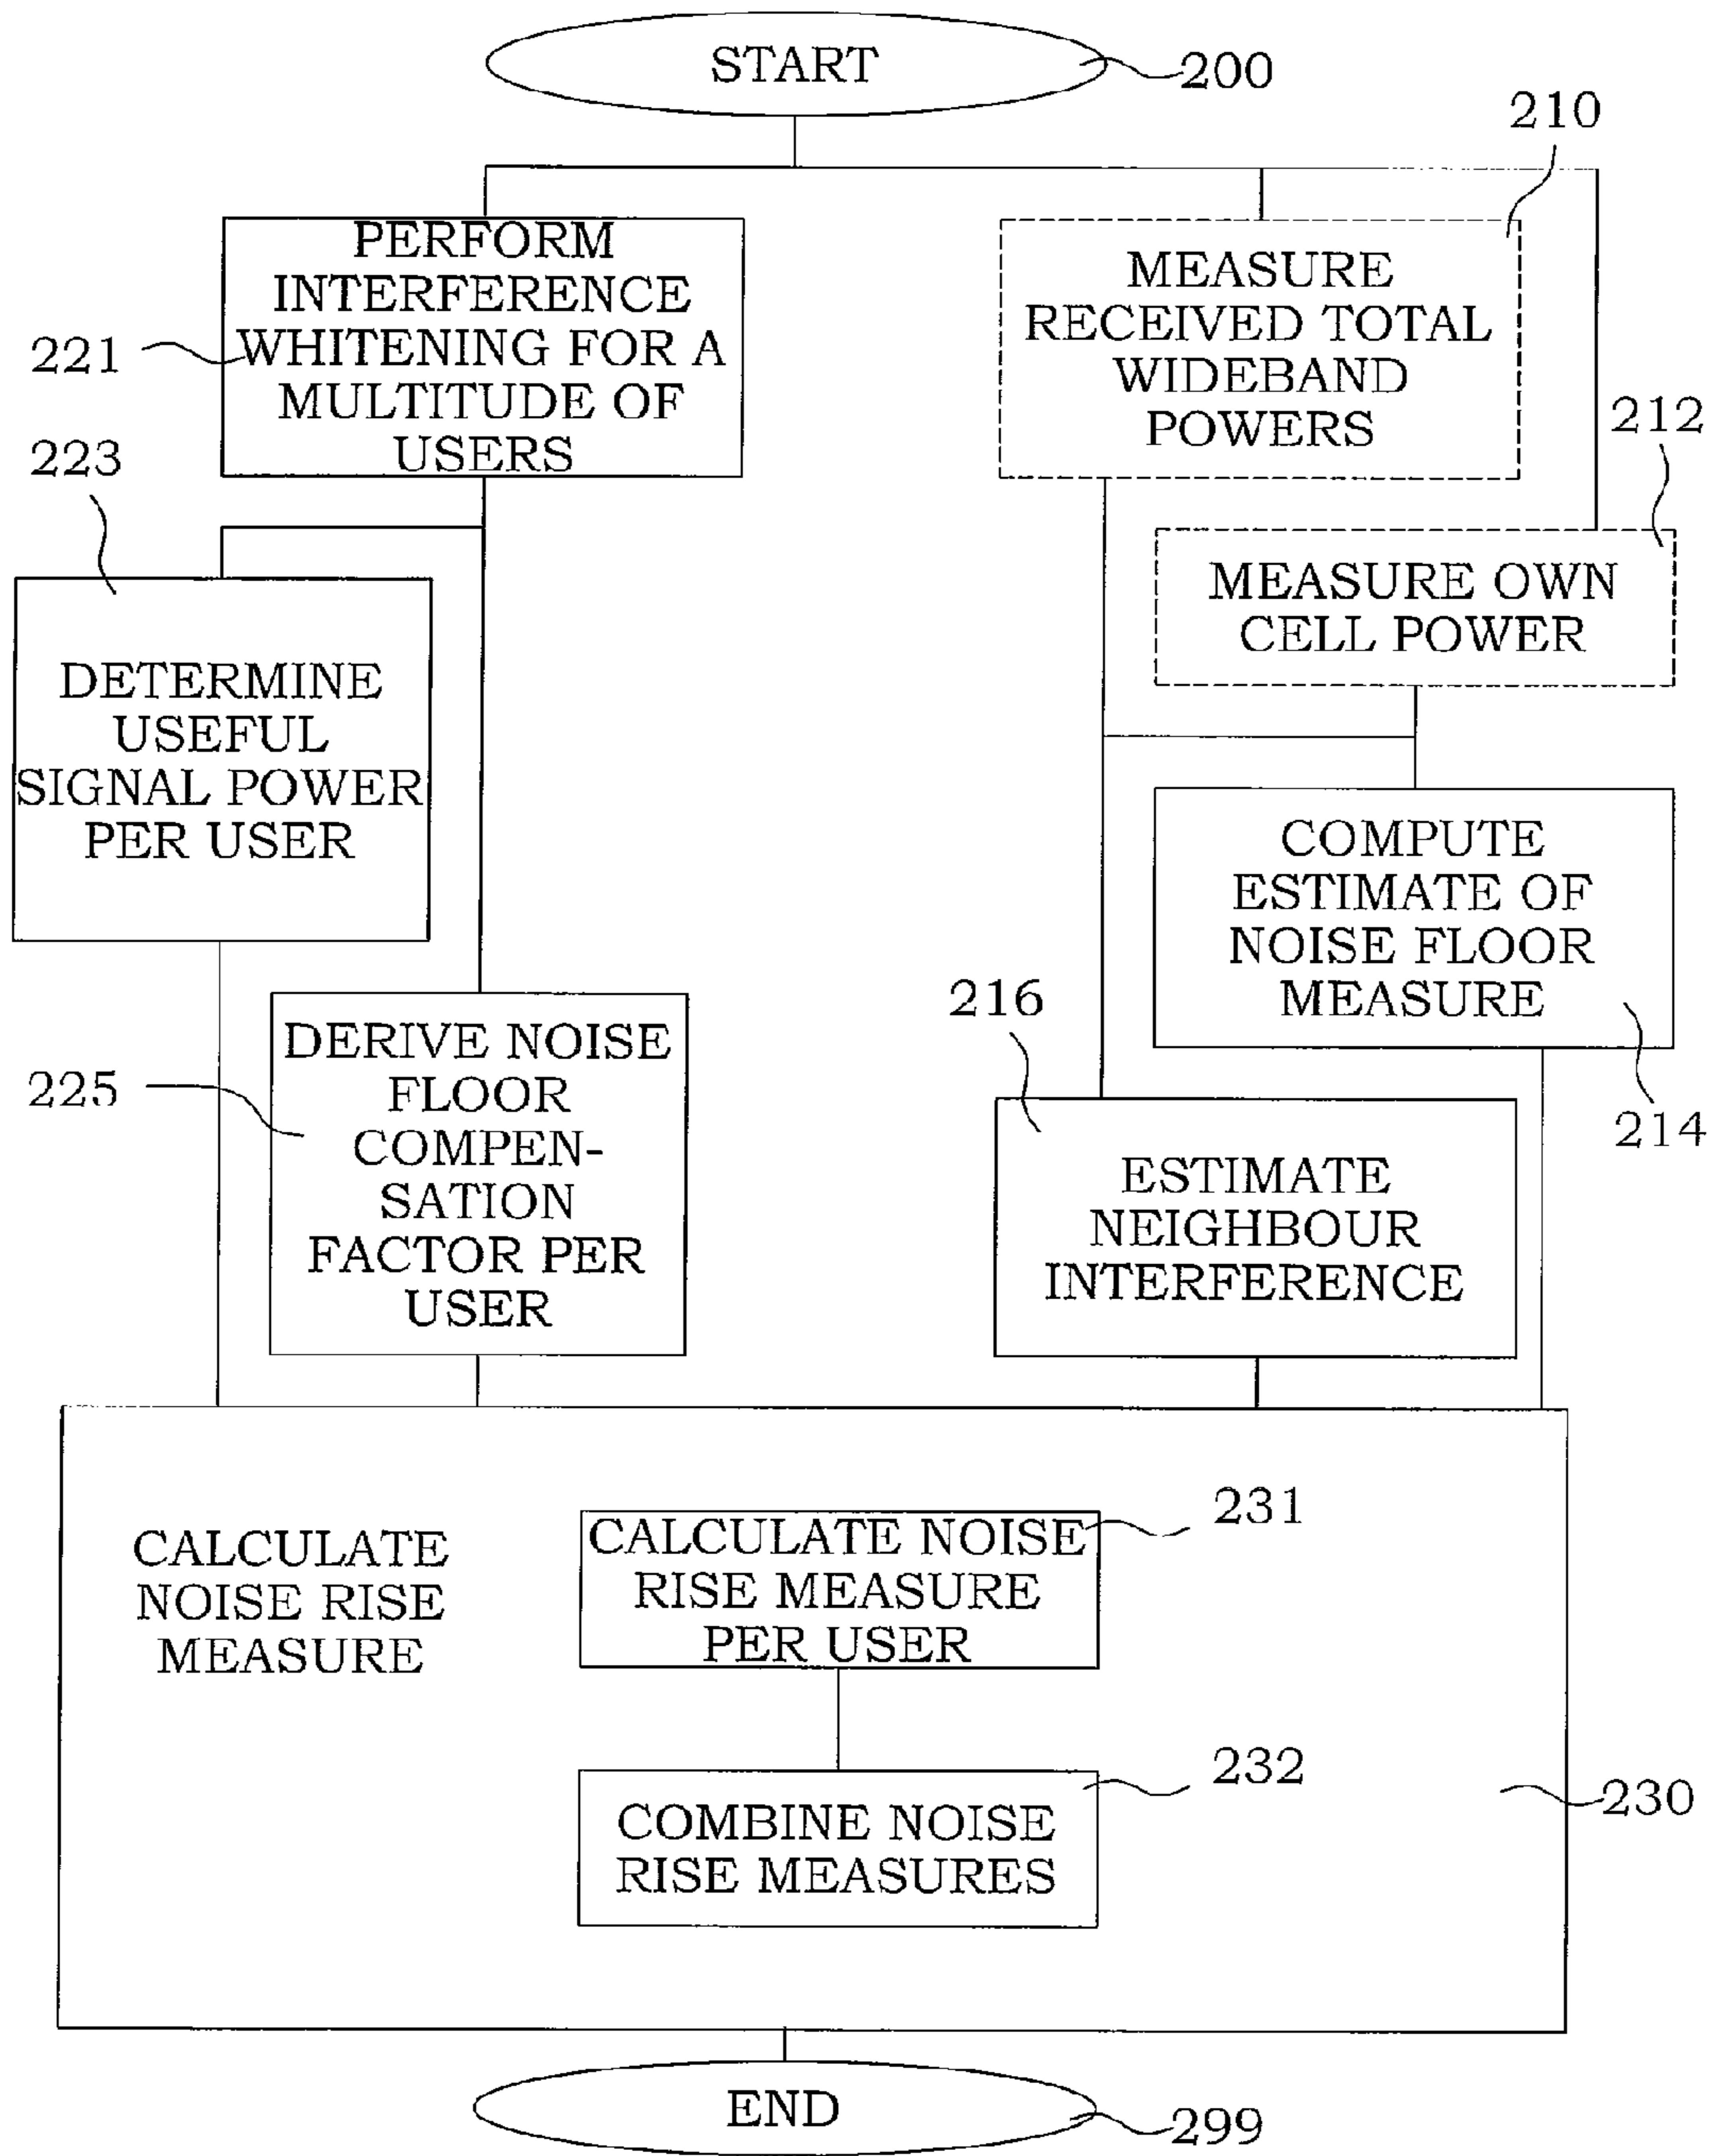 START
200
210
PERFORM
INTERFERENCE
WHITENING FOR A
MULTITUDE OF
USERS
221
MEASURE
RECEIVED TOTAL
WIDEBAND
POWERS
212
223
MEASURE OWN
CELL POWER
DETERMINE
USEFUL
SIGNAL POWER
PER USER
COMPUTE
ESTIMATE OF
NOISE FLOOR
MEASURE
214
216
DERIVE NOISE
FLOOR
COMPEN-
SATION
FACTOR PER
USER
225
ESTIMATE
NEIGHBOUR
INTERFERENCE
CALCULATE
NOISE RISE
MEASURE
231
CALCULATE NOISE
RISE MEASURE
PER USER
232
COMBINE NOISE
RISE MEASURES
230
END
299